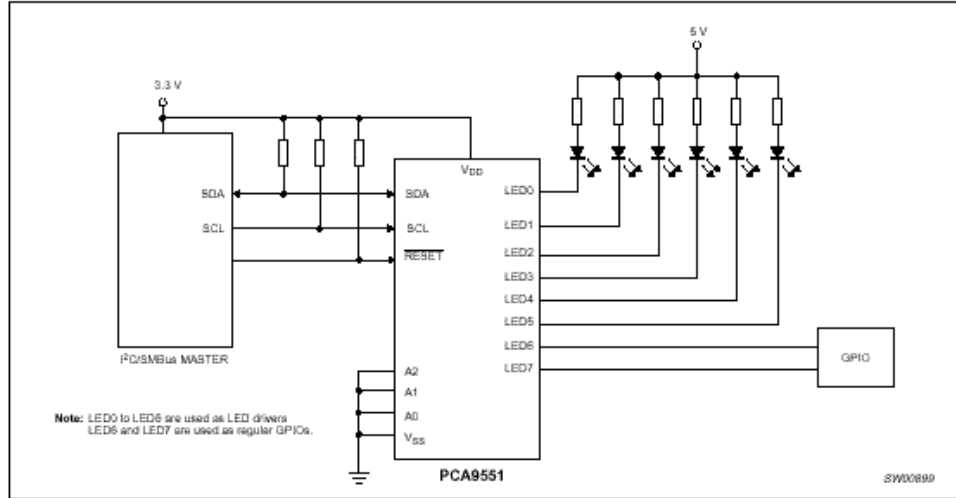 5 V
3.3 V
VDD
SDA
SDA
LED0
SCL
SCL
LED1
RESET
LED2
LED3
LED4
LED5
LED6
LED7
GPIO
I²C/SMBus MASTER
A2
A1
A0
VSS
Note: LED0 to LED6 are used as LED drivers
LED6 and LED7 are used as regular GPIOs.
PCA9551
SW00899